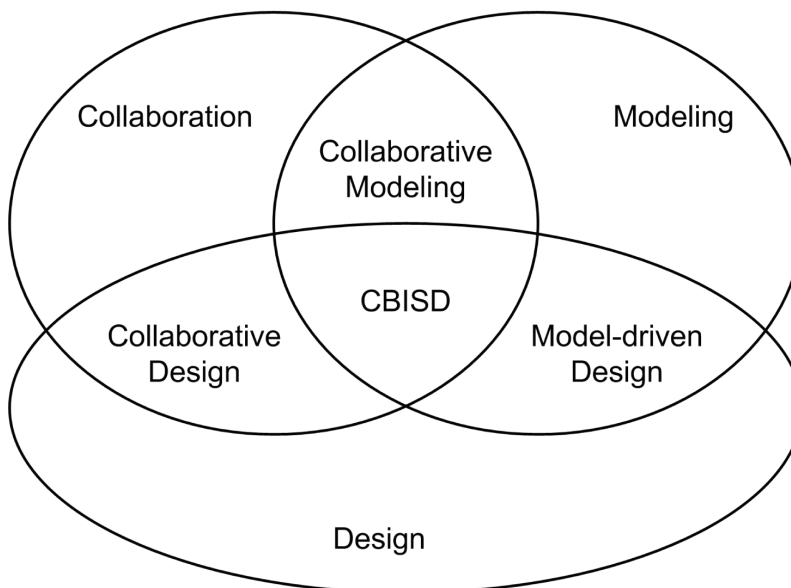 Collaboration
Modeling
Collaborative
Modeling
CBISD
Collaborative
Design
Model-driven
Design
Design